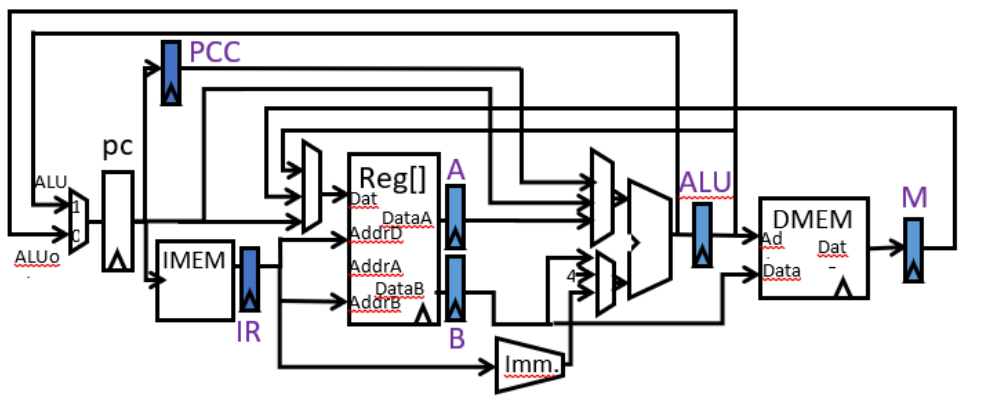 PCC
pc
ALU
1
0
ALUo
.
IMEM
IR
Reg[]
Dat
DataA
AddrD
AddrA
DataB
AddrB
A
B
4
Imm.
ALU
DMEM
Ad
Dat
Data
M